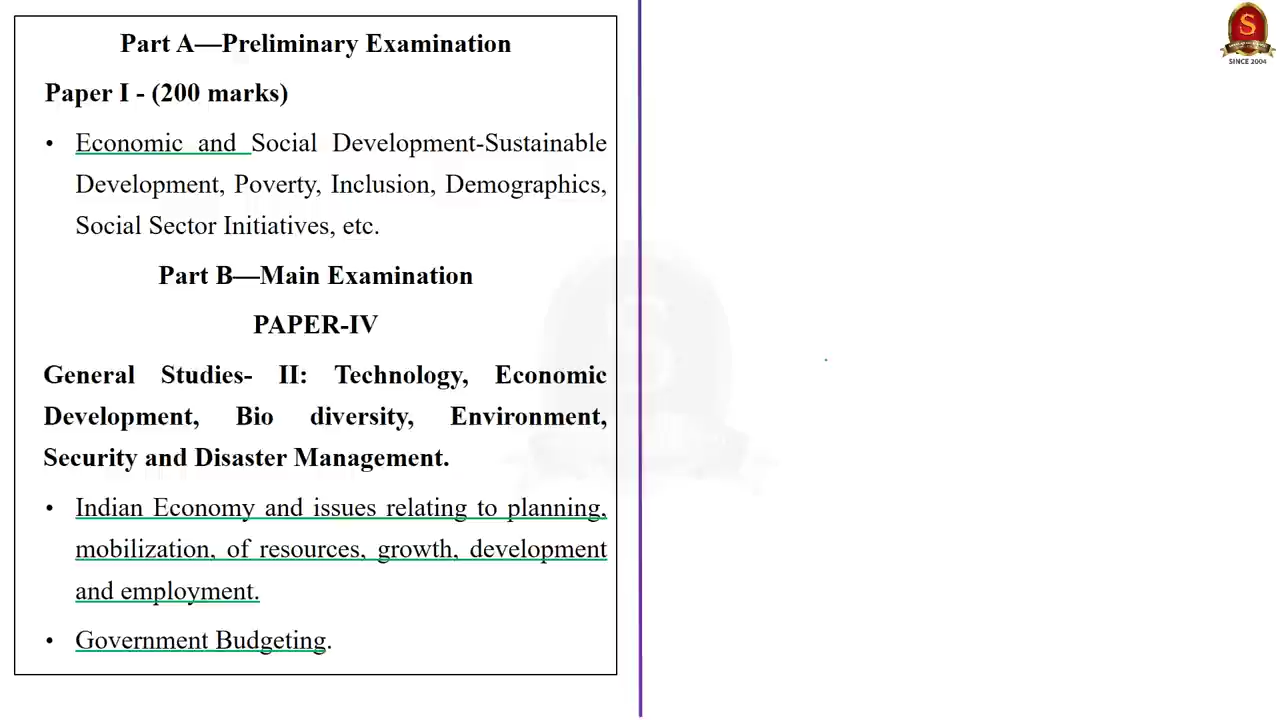 Part A—Preliminary Examination
Paper I - (200 marks)
• Economic and Social Development-Sustainable
Development, Poverty, Inclusion, Demographics,
Social Sector Initiatives, etc.
Part B—Main Examination
PAPER-IV
General Studies- II: Technology, Economic
Development, Bio diversity, Environment,
Security and Disaster Management.
• Indian Economy and issues relating to planning,
mobilization, of resources, growth, development
and employment.
• Government Budgeting.
S
SINCE 2004